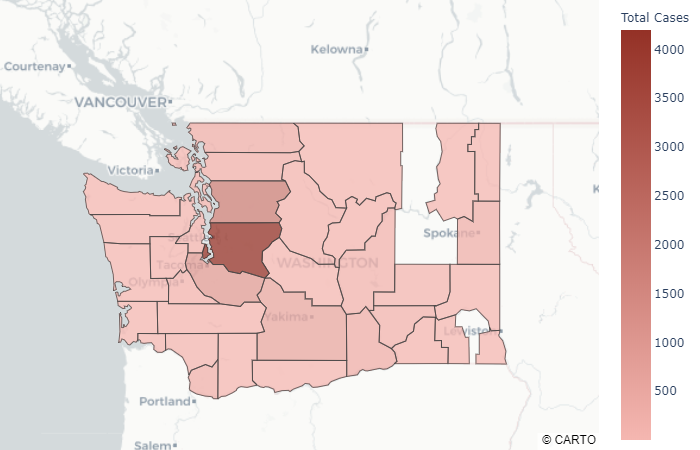 Total Cases
4000
3500
3000
2500
2000
1500
1000
500
Kelowna
Courtenay
VANCOUVER
Victoria
Seattle
Spokane
Tacoma
WASHINGTON
Olympia
Yakima
Lewiston
Portland
Salem
K
© CARTO